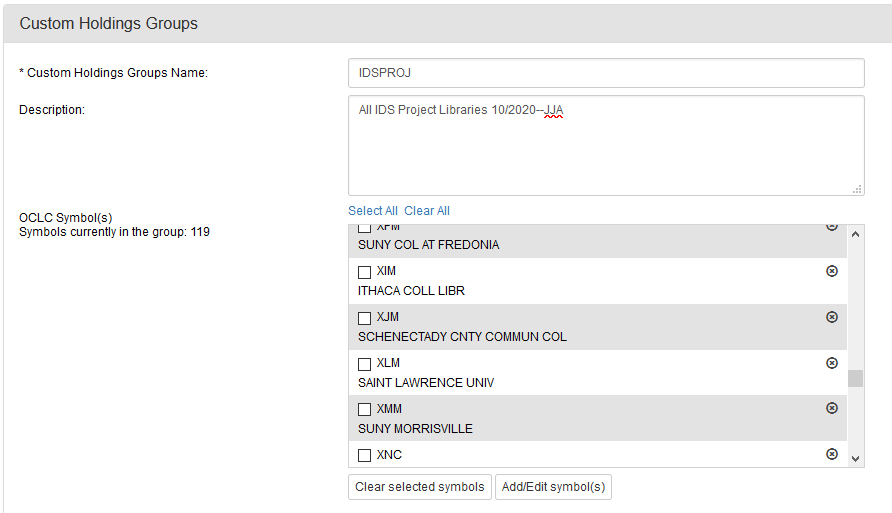 Custom Holdings Groups
* Custom Holdings Groups Name:
IDSPROJ
Description:
All IDS Project Libraries 10/2020--JJA
OCLC Symbol(s)
Symbols currently in the group: 119
Select All Clear All
XFM
SUNY COL AT FREDONIA
XIM
ITHACA COLL LIBR
XJM
SCHENECTADY CNTY COMMUN COL
XLM
SAINT LAWRENCE UNIV
XMM
SUNY MORRISVILLE
XNC
Clear selected symbols Add/Edit symbol(s)